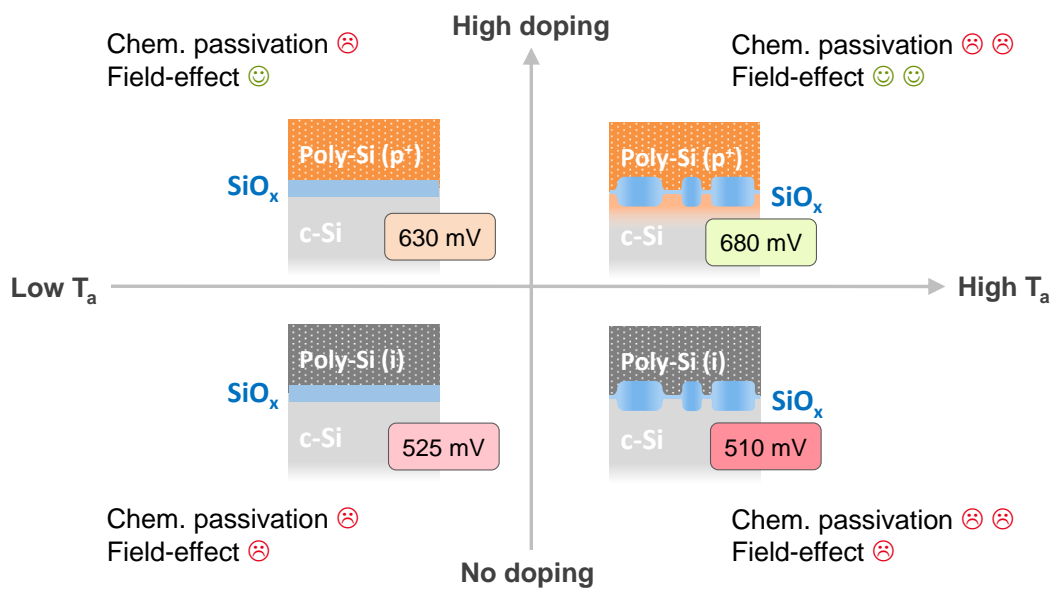 High doping
Chem. passivation ☹
Field-effect ☺
Chem. passivation ☹ ☹
Field-effect ☺ ☺
Poly-Si (p⁺)
SiOₓ
c-Si
630 mV
Poly-Si (p⁺)
SiOₓ
c-Si
680 mV
Low Tₐ
High Tₐ
Poly-Si (i)
SiOₓ
c-Si
525 mV
Poly-Si (i)
SiOₓ
c-Si
510 mV
Chem. passivation ☹
Field-effect ☹
Chem. passivation ☹ ☹
Field-effect ☹
No doping